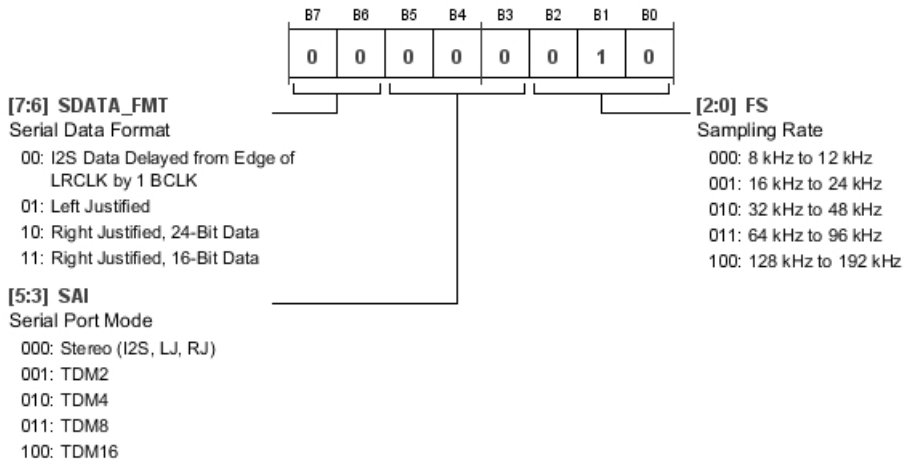 B7 B6 B5 B4 B3 B2 B1 B0
0 0 0 0 0 0 1 0
[7:6] SDATA_FMT
Serial Data Format
00: I2S Data Delayed from Edge of
LRCLK by 1 BCLK
01: Left Justified
10: Right Justified, 24-Bit Data
11: Right Justified, 16-Bit Data
[5:3] SAI
Serial Port Mode
000: Stereo (I2S, LJ, RJ)
001: TDM2
010: TDM4
011: TDM8
100: TDM16
[2:0] FS
Sampling Rate
000: 8 kHz to 12 kHz
001: 16 kHz to 24 kHz
010: 32 kHz to 48 kHz
011: 64 kHz to 96 kHz
100: 128 kHz to 192 kHz